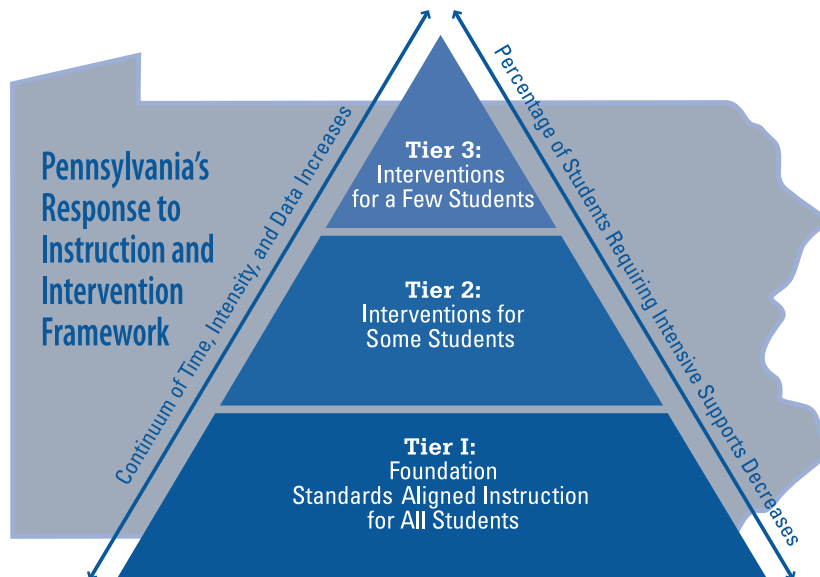 Pennsylvania's
Response to
Instruction and
Intervention
Framework
Continuum of Time, Intensity, and Data Increases
Percentage of Students Requiring Intensive Supports Decreases
Tier 3:
Interventions
for a Few Students
Tier 2:
Interventions for
Some Students
Tier I:
Foundation
Standards Aligned Instruction
for All Students